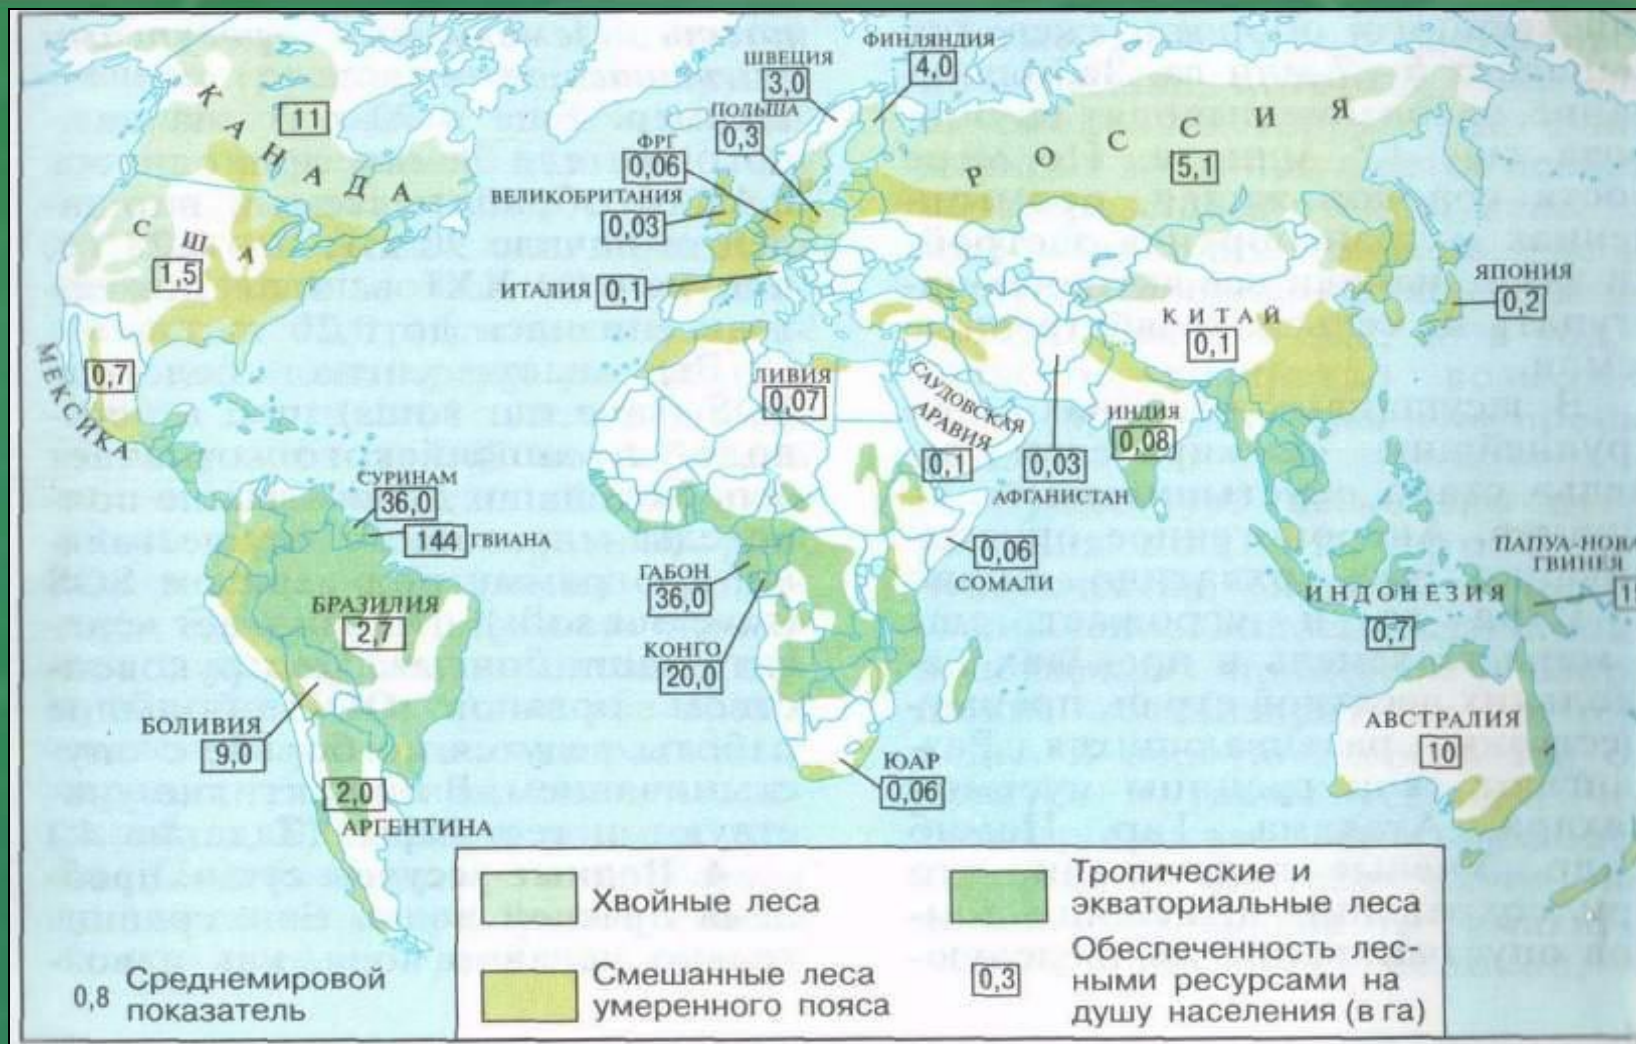 КАНАДА
11
США
1,5
МЕКСИКА
0,7
ШВЕЦИЯ
3,0
ФИНЛЯНДИЯ
4,0
ПОЛЬША
0,3
ФРГ
0,06
ВЕЛИКОБРИТАНИЯ
0,03
ИТАЛИЯ 0,1
РОССИЯ
5,1
ЯПОНИЯ
0,2
КИТАЙ
0,1
ЛИВИЯ
0,07
САУДОВСКАЯ
АРАВИЯ
0,1
0,03
АФГАНИСТАН
ИНДИЯ
0,08
СУРИНАМ
36,0
144 ГВИАНА
ГАБОН
36,0
КОНГО
20,0
0,06
СОМАЛИ
БРАЗИЛИЯ
2,7
БОЛИВИЯ
9,0
2,0
АРГЕНТИНА
ЮАР
0,06
ПАПУА-НОВА
ГВИНЕЯ
ИНДОНЕЗИЯ
0,7
АВСТРАЛИЯ
10
0,8 Среднемировой
показатель
Хвойные леса
Смешанные леса
умеренного пояса
Тропические и
экваториальные леса
0,3 Обеспеченность лес-
ными ресурсами на
душу населения (в га)